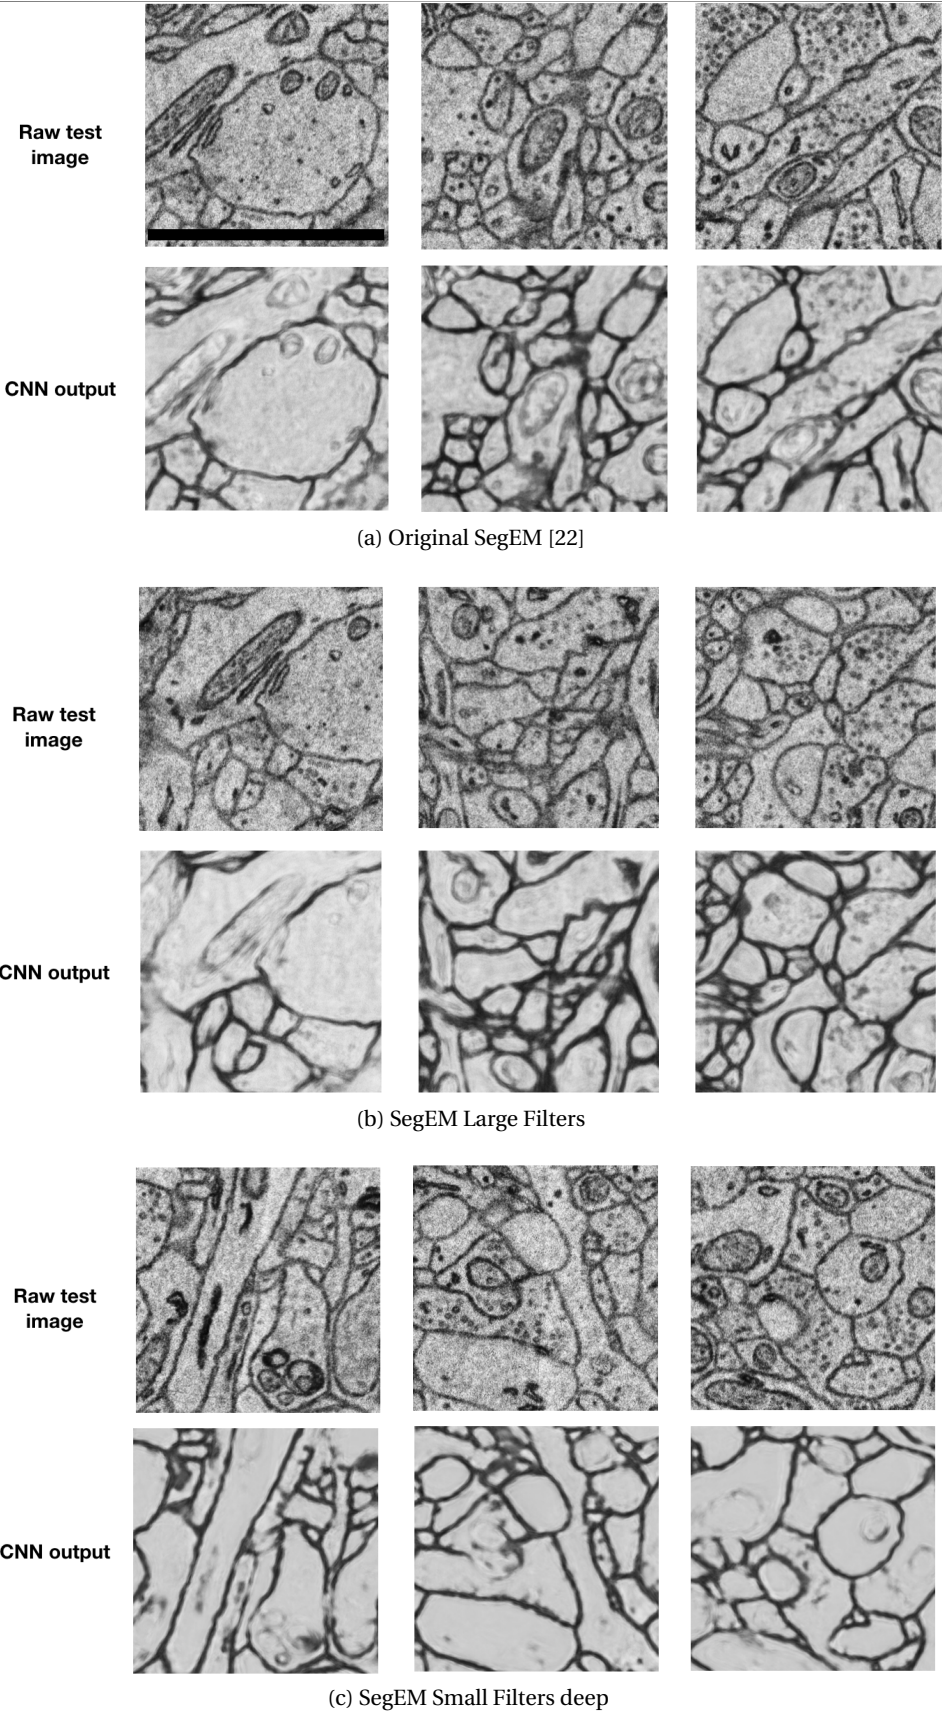 Raw test
image
CNN output
(a) Original SegEM [22]
Raw test
image
CNN output
(b) SegEM Large Filters
Raw test
image
CNN output
(c) SegEM Small Filters deep